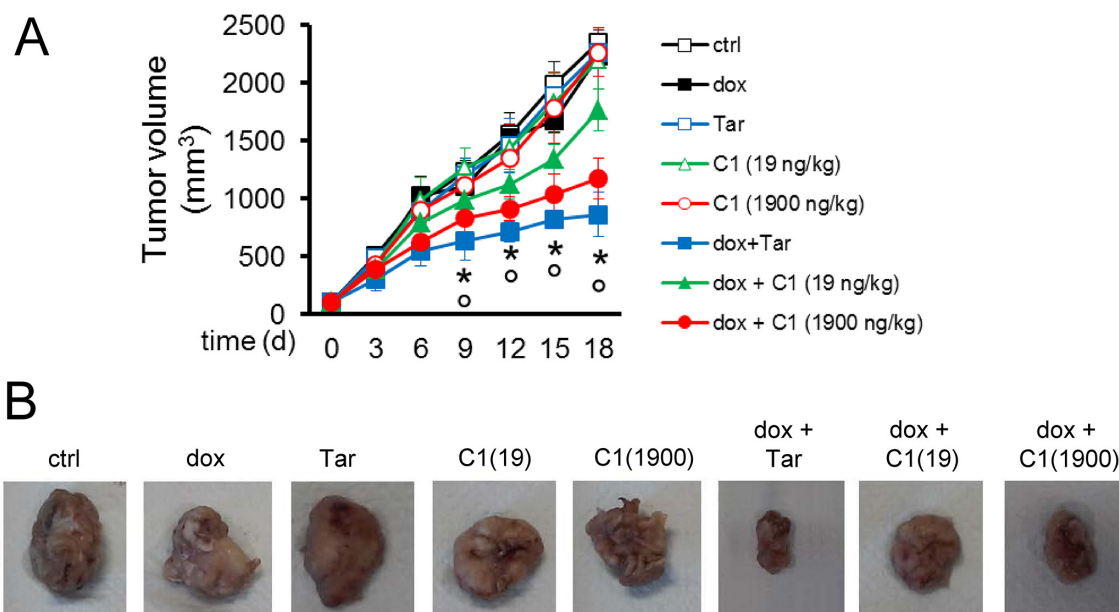 A
Tumor volume
(mm³)
2500
2000
1500
1000
500
0
* * * *
o o o o
time (d)
0 3 6 9 12 15 18
ctrl
dox
Tar
C1 (19 ng/kg)
C1 (1900 ng/kg)
dox+Tar
dox + C1 (19 ng/kg)
dox + C1 (1900 ng/kg)
B
ctrl
dox
Tar
C1(19)
C1(1900)
dox +
Tar
dox +
C1(19)
dox +
C1(1900)